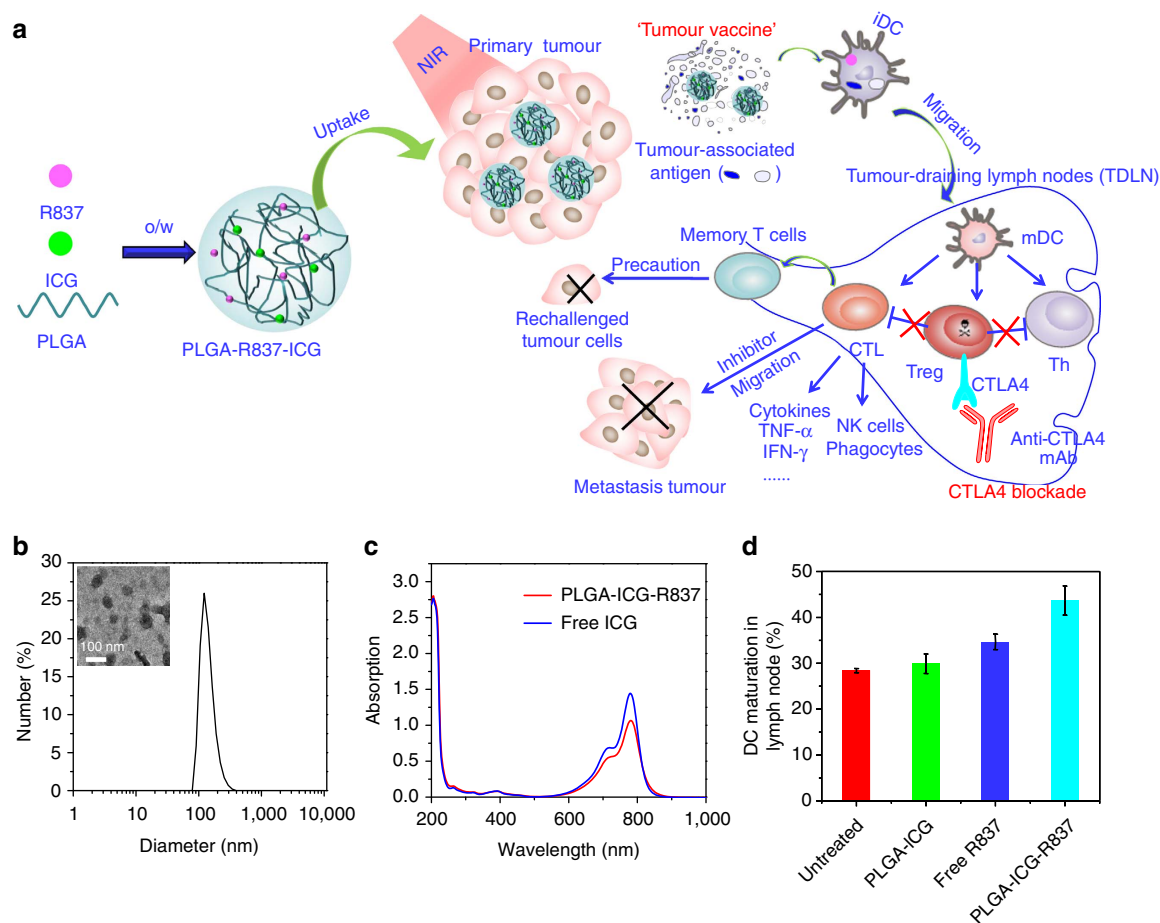 a
NIR
Primary tumour
'Tumour vaccine'
iDC
Uptake
Migration
Tumour-associated
antigen ( )
Tumour-draining lymph nodes (TDLN)
R837
o/w
ICG
PLGA
PLGA-R837-ICG
Memory T cells
mDC
Precaution
Rechallenged
tumour cells
CTL
Treg
Th
Inhibitor
Migration
CTLA4
Cytokines
TNF-α
IFN-γ
......
NK cells
Phagocytes
Anti-CTLA4
mAb
Metastasis tumour
CTLA4 blockade
b
30
25
20
15
10
5
0
Number (%)
100 nm
1
10
100
1,000
10,000
Diameter (nm)
c
3.0
2.5
2.0
1.5
1.0
0.5
0.0
Absorption
PLGA-ICG-R837
Free ICG
200
400
600
800
1,000
Wavelength (nm)
d
50
40
30
20
10
0
DC maturation in
lymph node (%)
Untreated
PLGA-ICG
Free R837
PLGA-ICG-R837